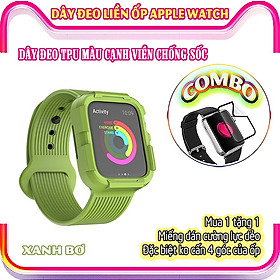 DÂY ĐEO LIỀN ỐP APPLE WATCH
DÂY ĐEO TPU MÀU CẠNH VIỀN CHỐNG SỐC
COMBO
Activity
Mua 1 tặng 1
Miếng dán cường lực dẻo
Đặc biệt ko cấn 4 góc của ốp
XANH BƠ